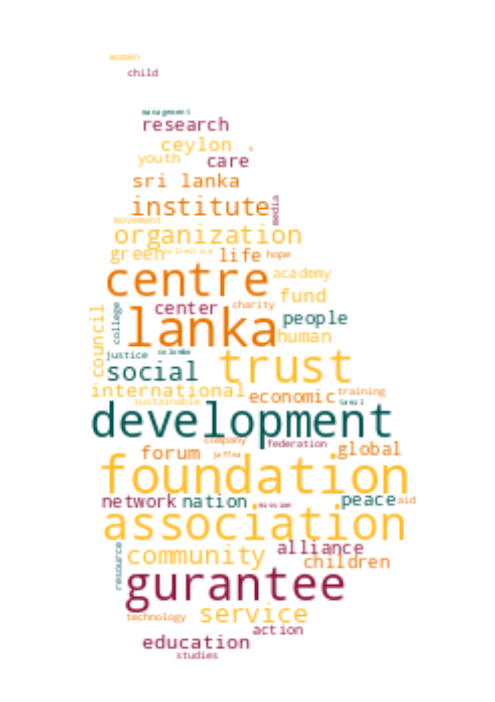 women
child
management
research
ceylon
youth care
sri lanka
institute media
movement
organization
green collective life hope
centre academy
fund
council college center charity
lanka people
human
justice colombo
social trust
international economic training
sustainable tamil
development
company federation
forum jaffna global
foundation
network nation mission peace aid
association
resource community alliance
children
gurantee
technology service
action
education
studies